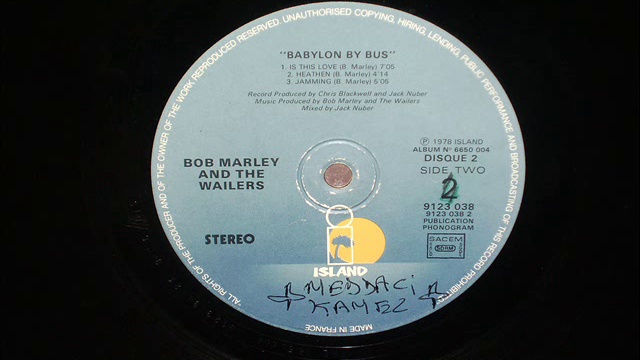 ALL RIGHTS OF THE PRODUCER AND OF THE OWNER OF THE WORK REPRODUCED RESERVED. UNAUTHORISED COPYING, HIRING, LENDING, PUBLIC PERFORMANCE AND BROADCASTING OF THIS RECORD PROHIBITED
"BABYLON BY BUS"
1. IS THIS LOVE (B. Marley) 7'05
2. HEATHEN (B. Marley) 4'14
3. JAMMING (B. Marley) 5'05
Record Produced by Chris Blackwell and Jack Nuber
Music Produced by Bob Marley and The Wailers
Mixed by Jack Nuber
BOB MARLEY
AND THE
WAILERS
STEREO
℗ 1978 ISLAND
ALBUM N° 6650 004
DISQUE 2
SIDE TWO
2
9123 038
9123 038 2
PUBLICATION
PHONOGRAM
SACEM
SDRM
ISLAND
MEDDACI
KAMEL
MADE IN FRANCE